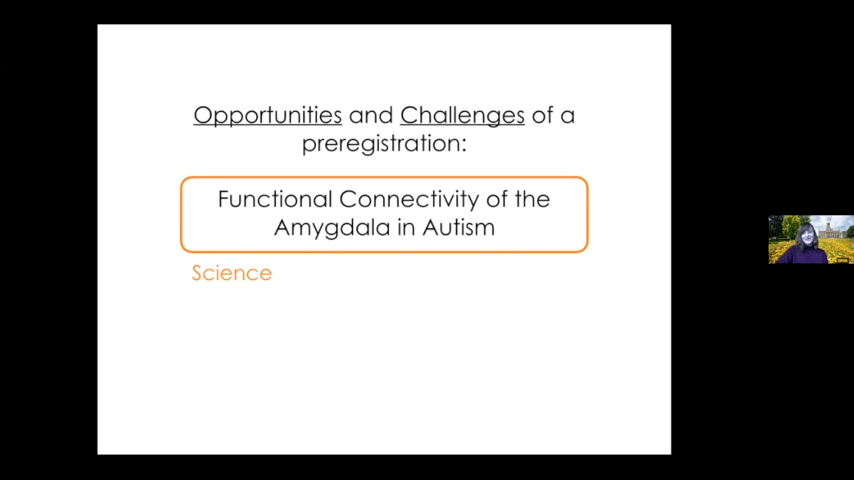 Opportunities and Challenges of a
preregistration:
Functional Connectivity of the
Amygdala in Autism
Science